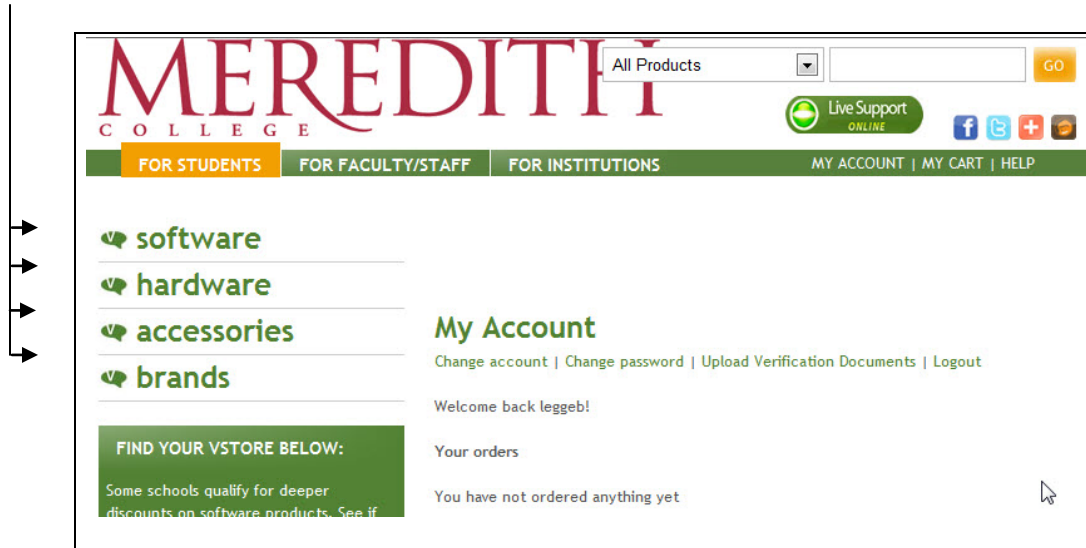 MEREDITH
COLLEGE
All Products
GO
Live Support
ONLINE
FOR STUDENTS FOR FACULTY/STAFF FOR INSTITUTIONS MY ACCOUNT | MY CART | HELP
software
hardware
accessories
brands
My Account
Change account | Change password | Upload Verification Documents | Logout
Welcome back leggeb!
Your orders
You have not ordered anything yet
FIND YOUR VSTORE BELOW:
Some schools qualify for deeper
discounts on software products. See if